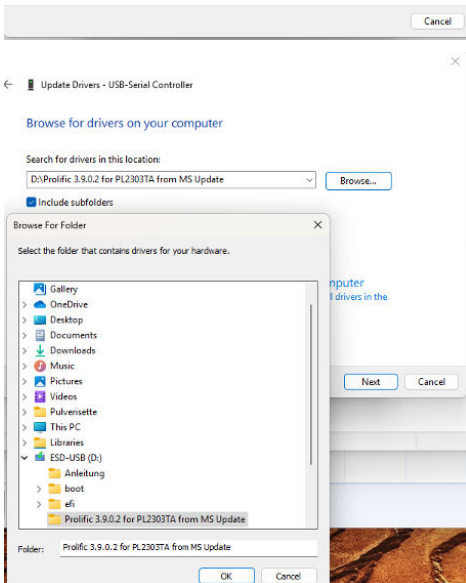 Cancel
Update Drivers - USB-Serial Controller
Browse for drivers on your computer
Search for drivers in this location:
D:\Prolific 3.9.0.2 for PL2303TA from MS Update
Browse...
Include subfolders
Browse For Folder
Select the folder that contains drivers for your hardware.
Gallery
OneDrive
Desktop
Documents
Downloads
Music
Pictures
Videos
Pulverisette
This PC
Libraries
ESD-USB (D:)
Anleitung
boot
efi
Prolific 3.9.0.2 for PL2303TA from MS Update
Folder: Prolific 3.9.0.2 for PL2303TA from MS Update
OK Cancel
nputer
drivers in the
Next Cancel